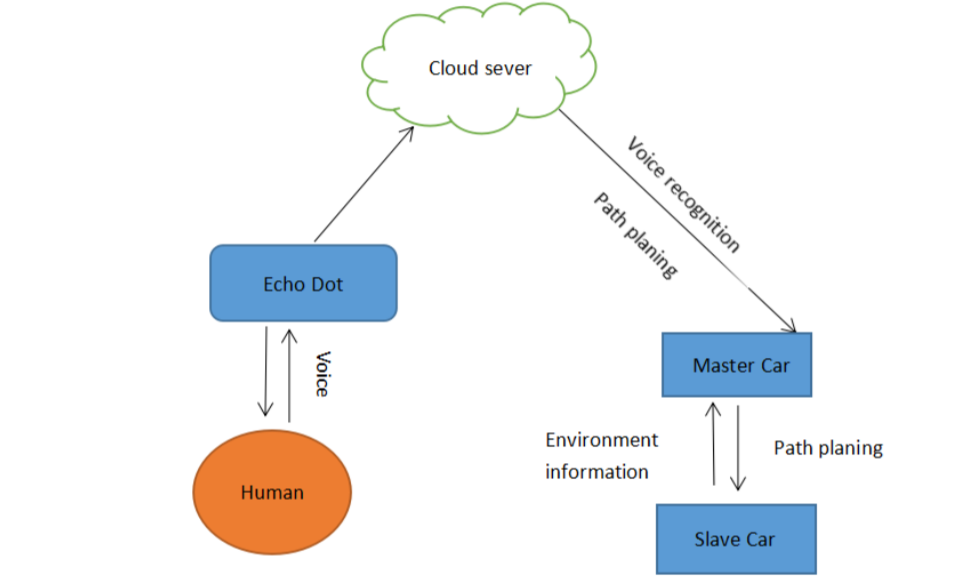 Cloud sever
Voice recognition
Path planing
Echo Dot
Voice
Master Car
Environment
information
Path planing
Human
Slave Car